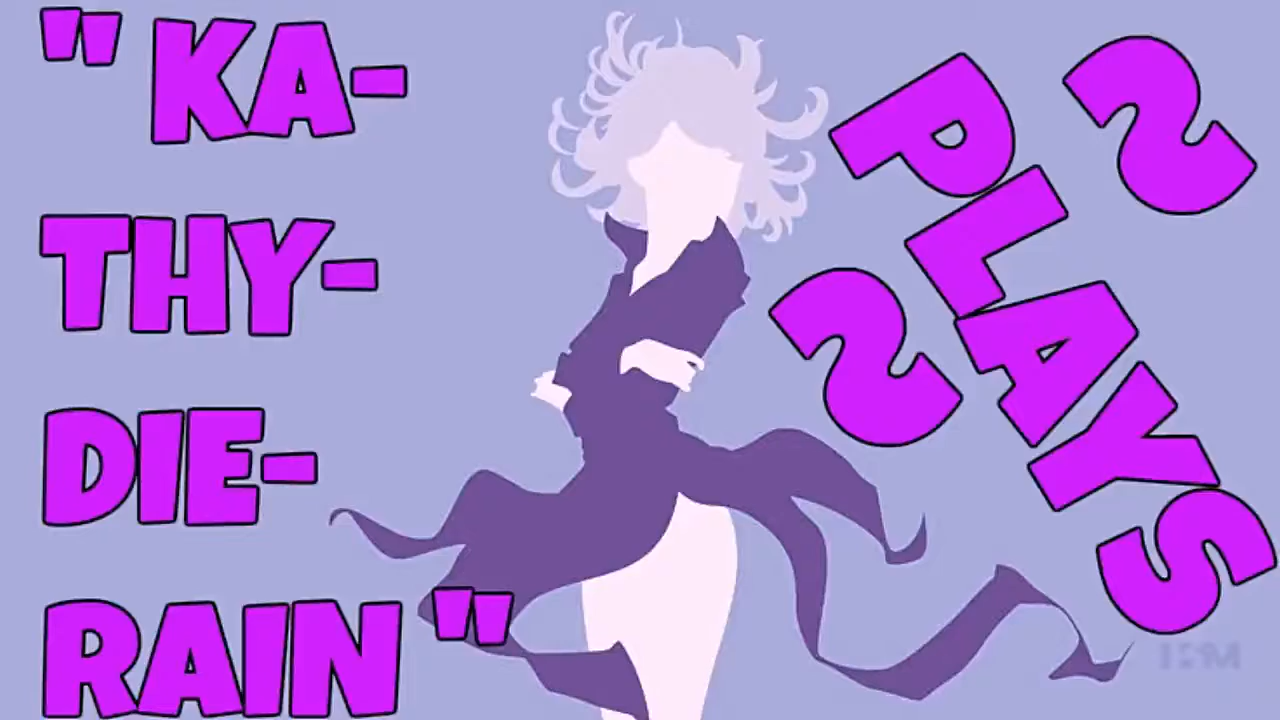 " KA-
THY-
DIE-
RAIN "
S PLAYS S